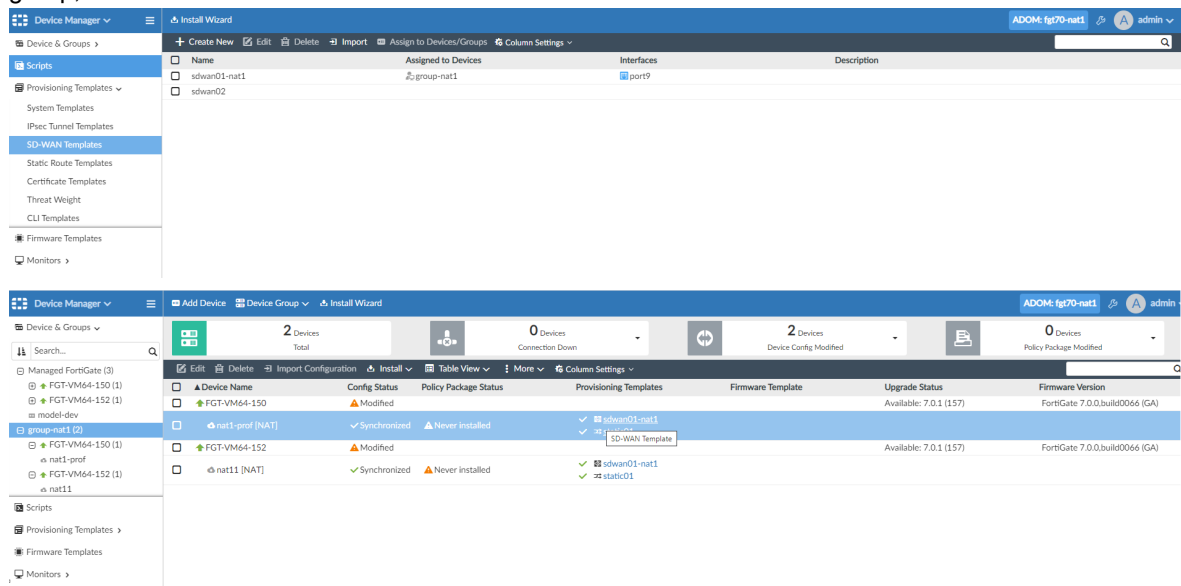 Device Manager
Install Wizard
ADOM: fgt70-nat1 A admin
Device & Groups
Create New Edit Delete Import Assign to Devices/Groups Column Settings
Scripts
Name Assigned to Devices Interfaces Description
sdwan01-nat1 group-nat1 port9
sdwan02
Provisioning Templates
System Templates
IPsec Tunnel Templates
SD-WAN Templates
Static Route Templates
Certificate Templates
Threat Weight
CLI Templates
Firmware Templates
Monitors
Device Manager
Add Device Device Group Install Wizard
ADOM: fgt70-nat1 A admin
Device & Groups
Search...
Managed FortiGate (3)
FGT-VM64-150 (1)
FGT-VM64-152 (1)
model-dev
group-nat1 (2)
FGT-VM64-150 (1)
nat1-prof
FGT-VM64-152 (1)
nat11
Scripts
Provisioning Templates
Firmware Templates
Monitors
2 Devices
Total
0 Devices
Connection Down
2 Devices
Device Config Modified
0 Devices
Policy Package Modified
Edit Delete Import Configuration Install Table View More Column Settings
Device Name Config Status Policy Package Status Provisioning Templates Firmware Template Upgrade Status Firmware Version
FGT-VM64-150 Modified Available: 7.0.1 (157) FortiGate 7.0.0,build0066 (GA)
nat1-prof [NAT] Synchronized Never installed sdwan01-nat1
SD-WAN Template
FGT-VM64-152 Modified Available: 7.0.1 (157) FortiGate 7.0.0,build0066 (GA)
nat11 [NAT] Synchronized Never installed sdwan01-nat1
static01